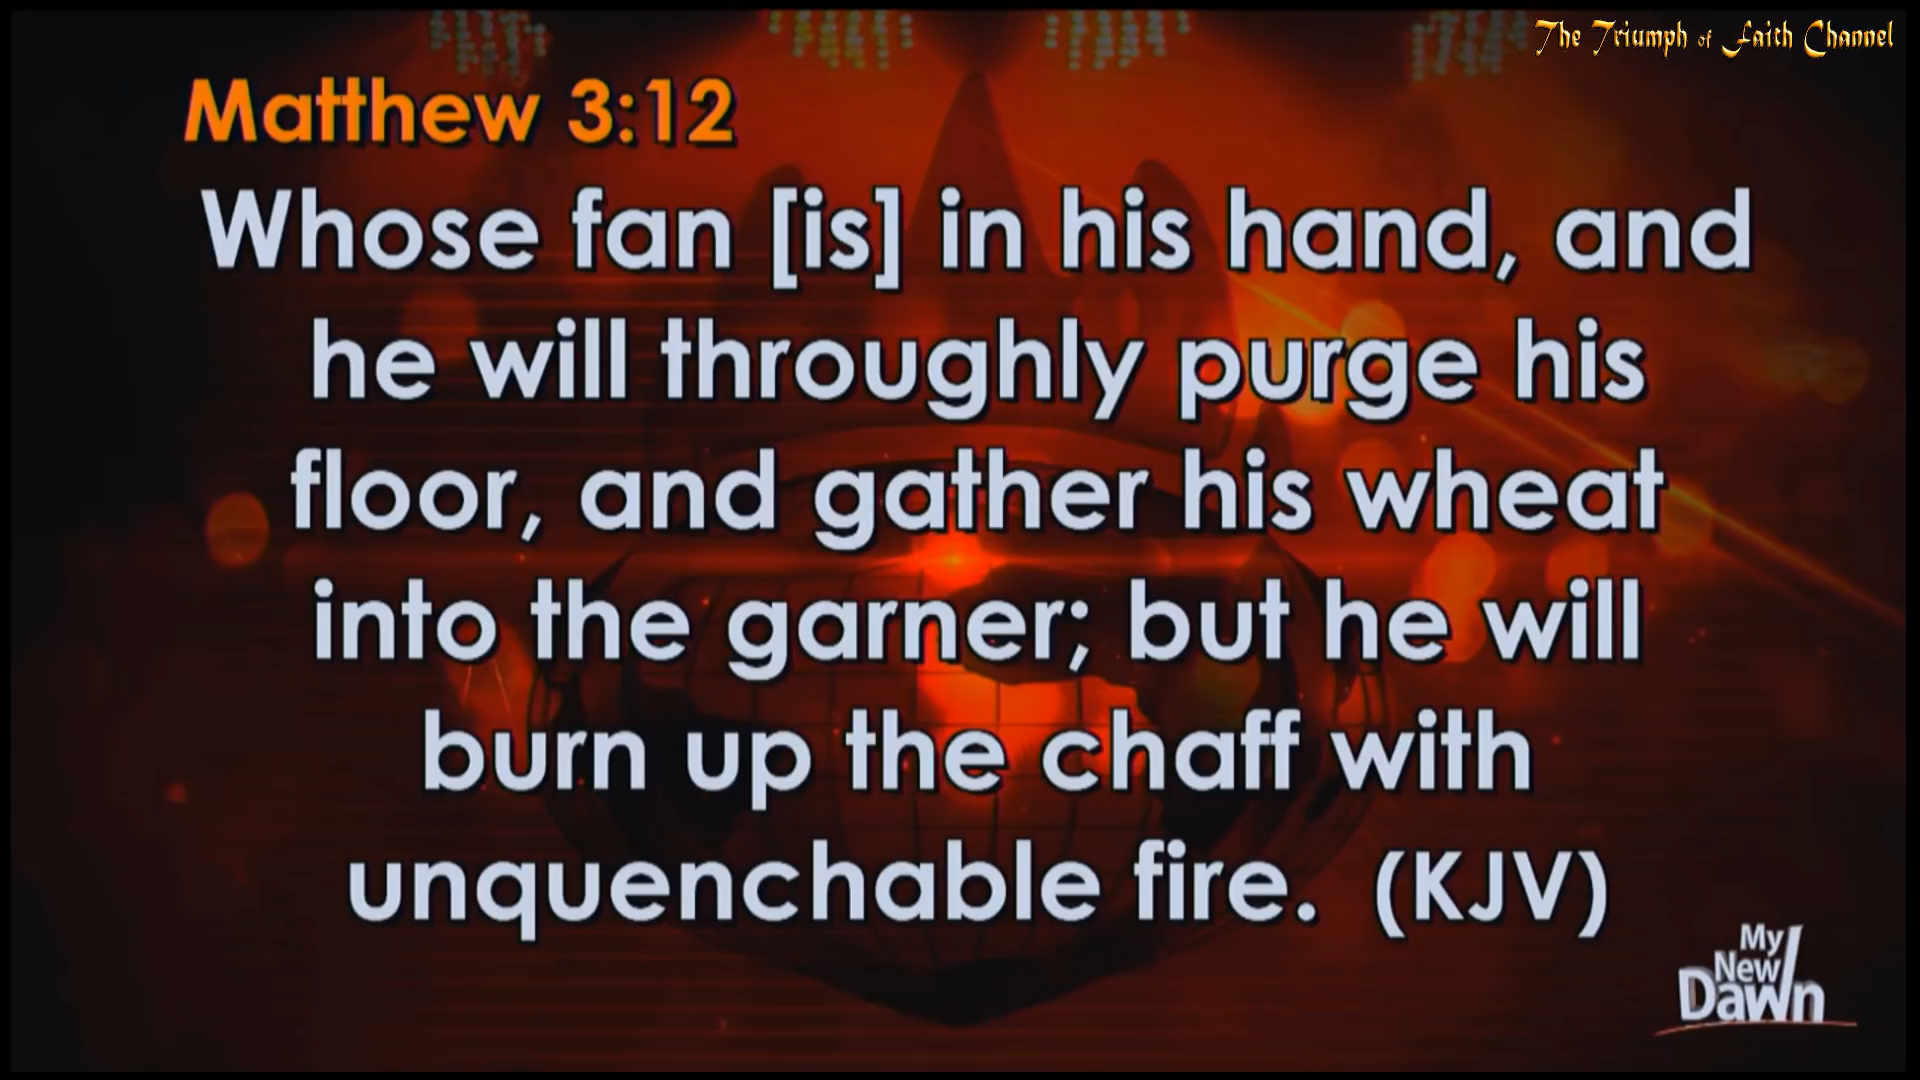 The Triumph of Faith Channel
Matthew 3:12
Whose fan [is] in his hand, and
he will throughly purge his
floor, and gather his wheat
into the garner; but he will
burn up the chaff with
unquenchable fire. (KJV)
My
New
Dawn